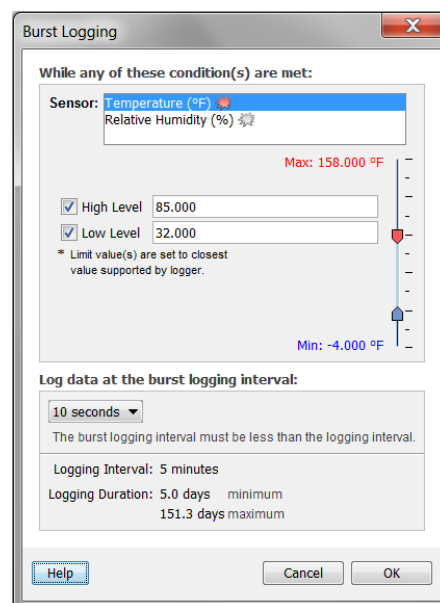 Burst Logging
While any of these condition(s) are met:
Sensor: Temperature (ºF)
Relative Humidity (%)
Max: 158.000 ºF
High Level 85.000
Low Level 32.000
* Limit value(s) are set to closest
value supported by logger.
Min: -4.000 ºF
Log data at the burst logging interval:
10 seconds
The burst logging interval must be less than the logging interval.
Logging Interval: 5 minutes
Logging Duration: 5.0 days minimum
151.3 days maximum
Help Cancel OK